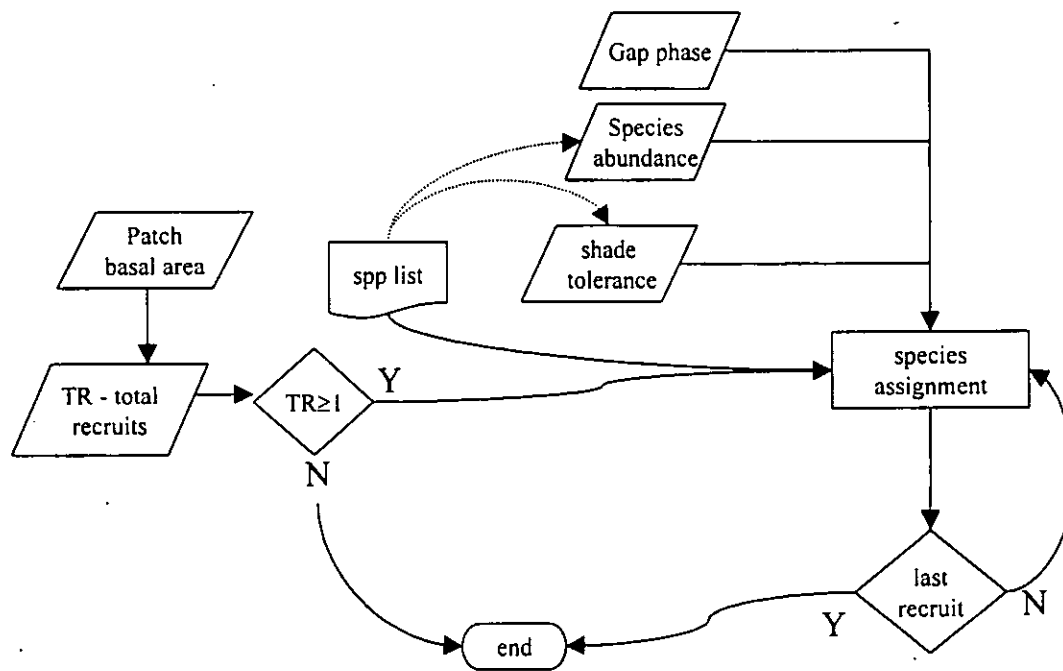 Gap phase
Species
abundance
Patch
basal area
spp list
shade
tolerance
TR - total
recruits
TR≥1
Y
N
species
assignment
last
recruit
Y
N
end